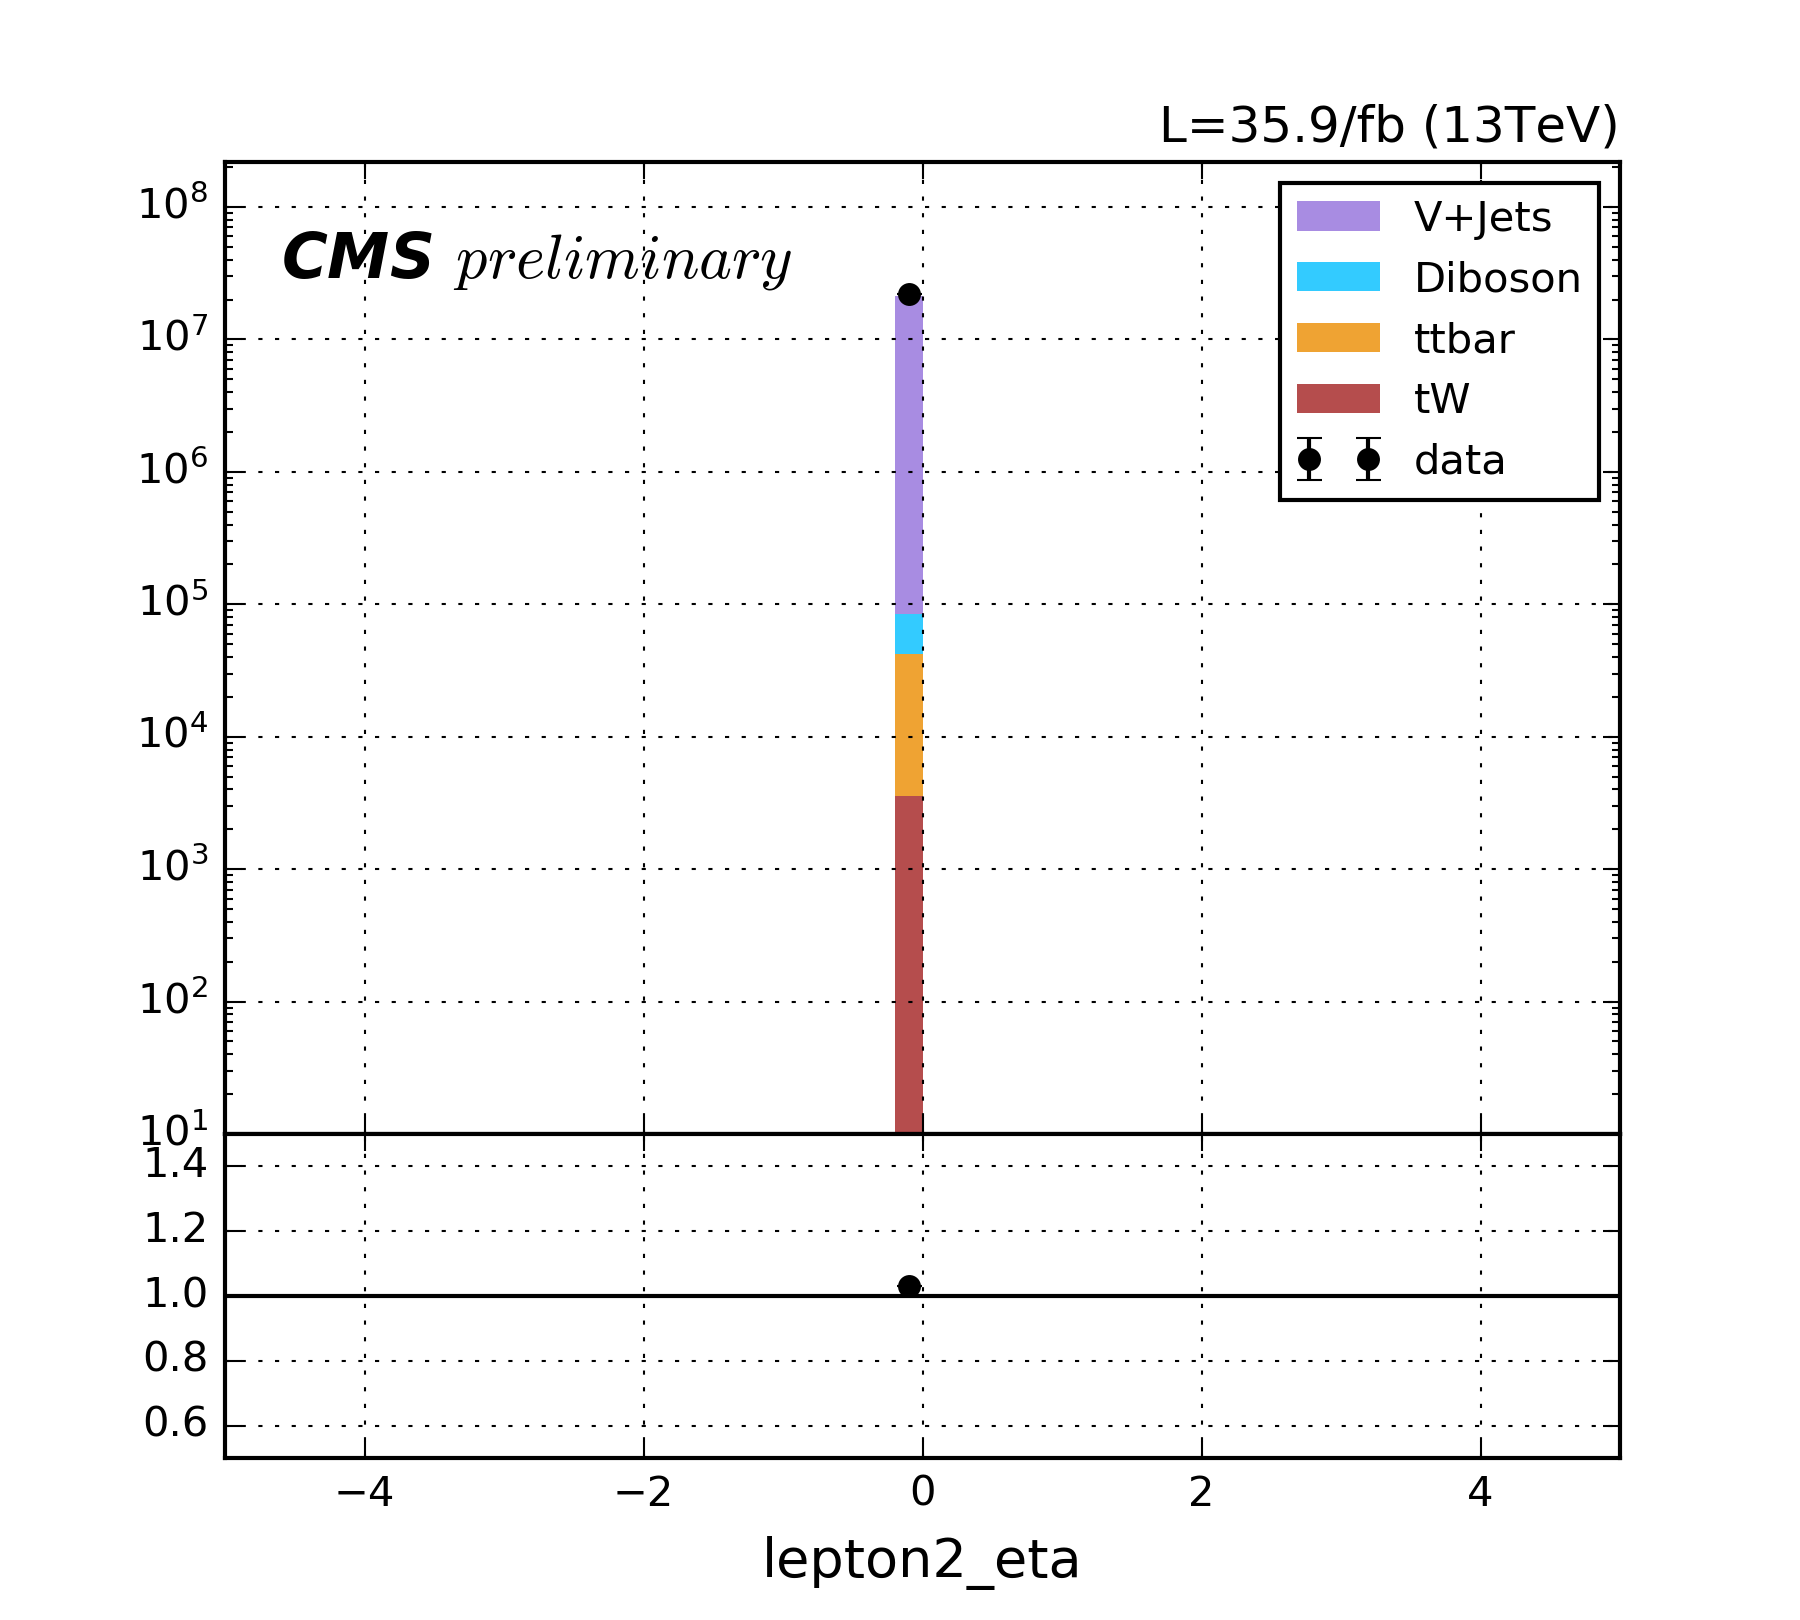 L=35.9/fb (13TeV)
CMS preliminary
V+Jets
Diboson
ttbar
tW
data
10⁸
10⁷
10⁶
10⁵
10⁴
10³
10²
10¹
1.4
1.2
1.0
0.8
0.6
−4 −2 0 2 4
lepton2_eta